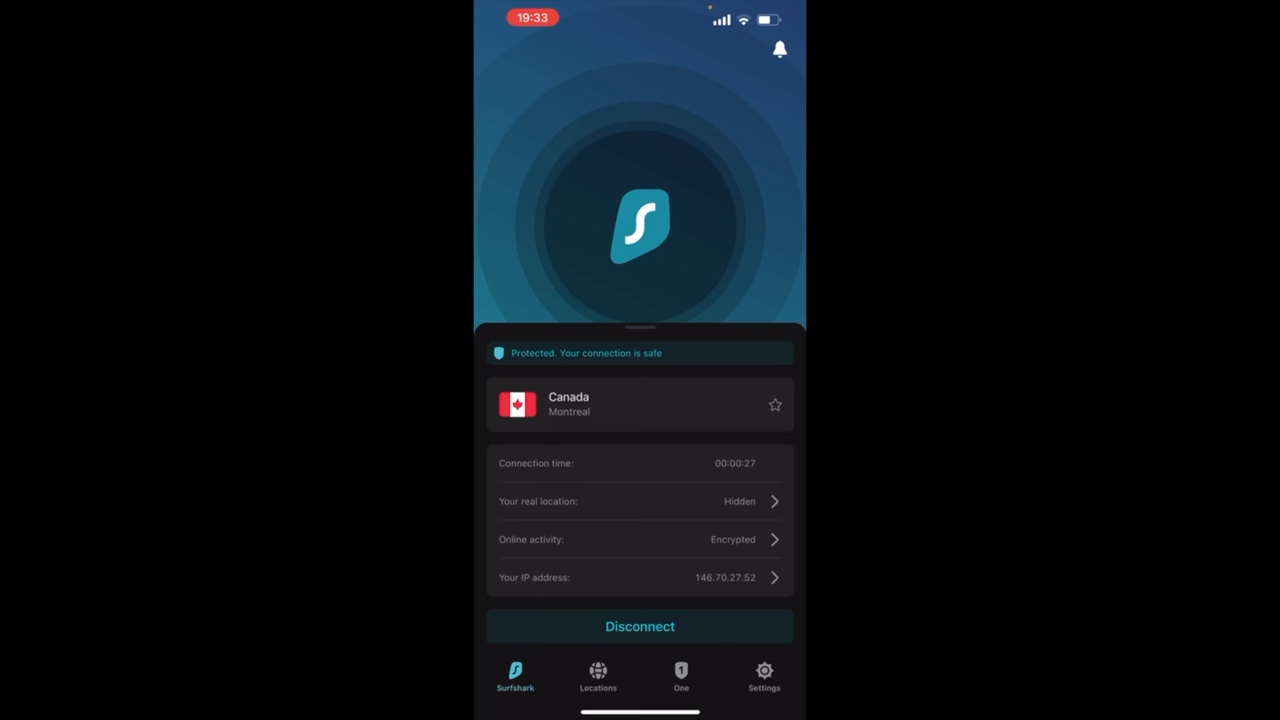 19:33
Protected. Your connection is safe
Canada
Montreal
Connection time: 00:00:27
Your real location: Hidden
Online activity: Encrypted
Your IP address: 146.70.27.52
Disconnect
1
Surfshark Locations One Settings